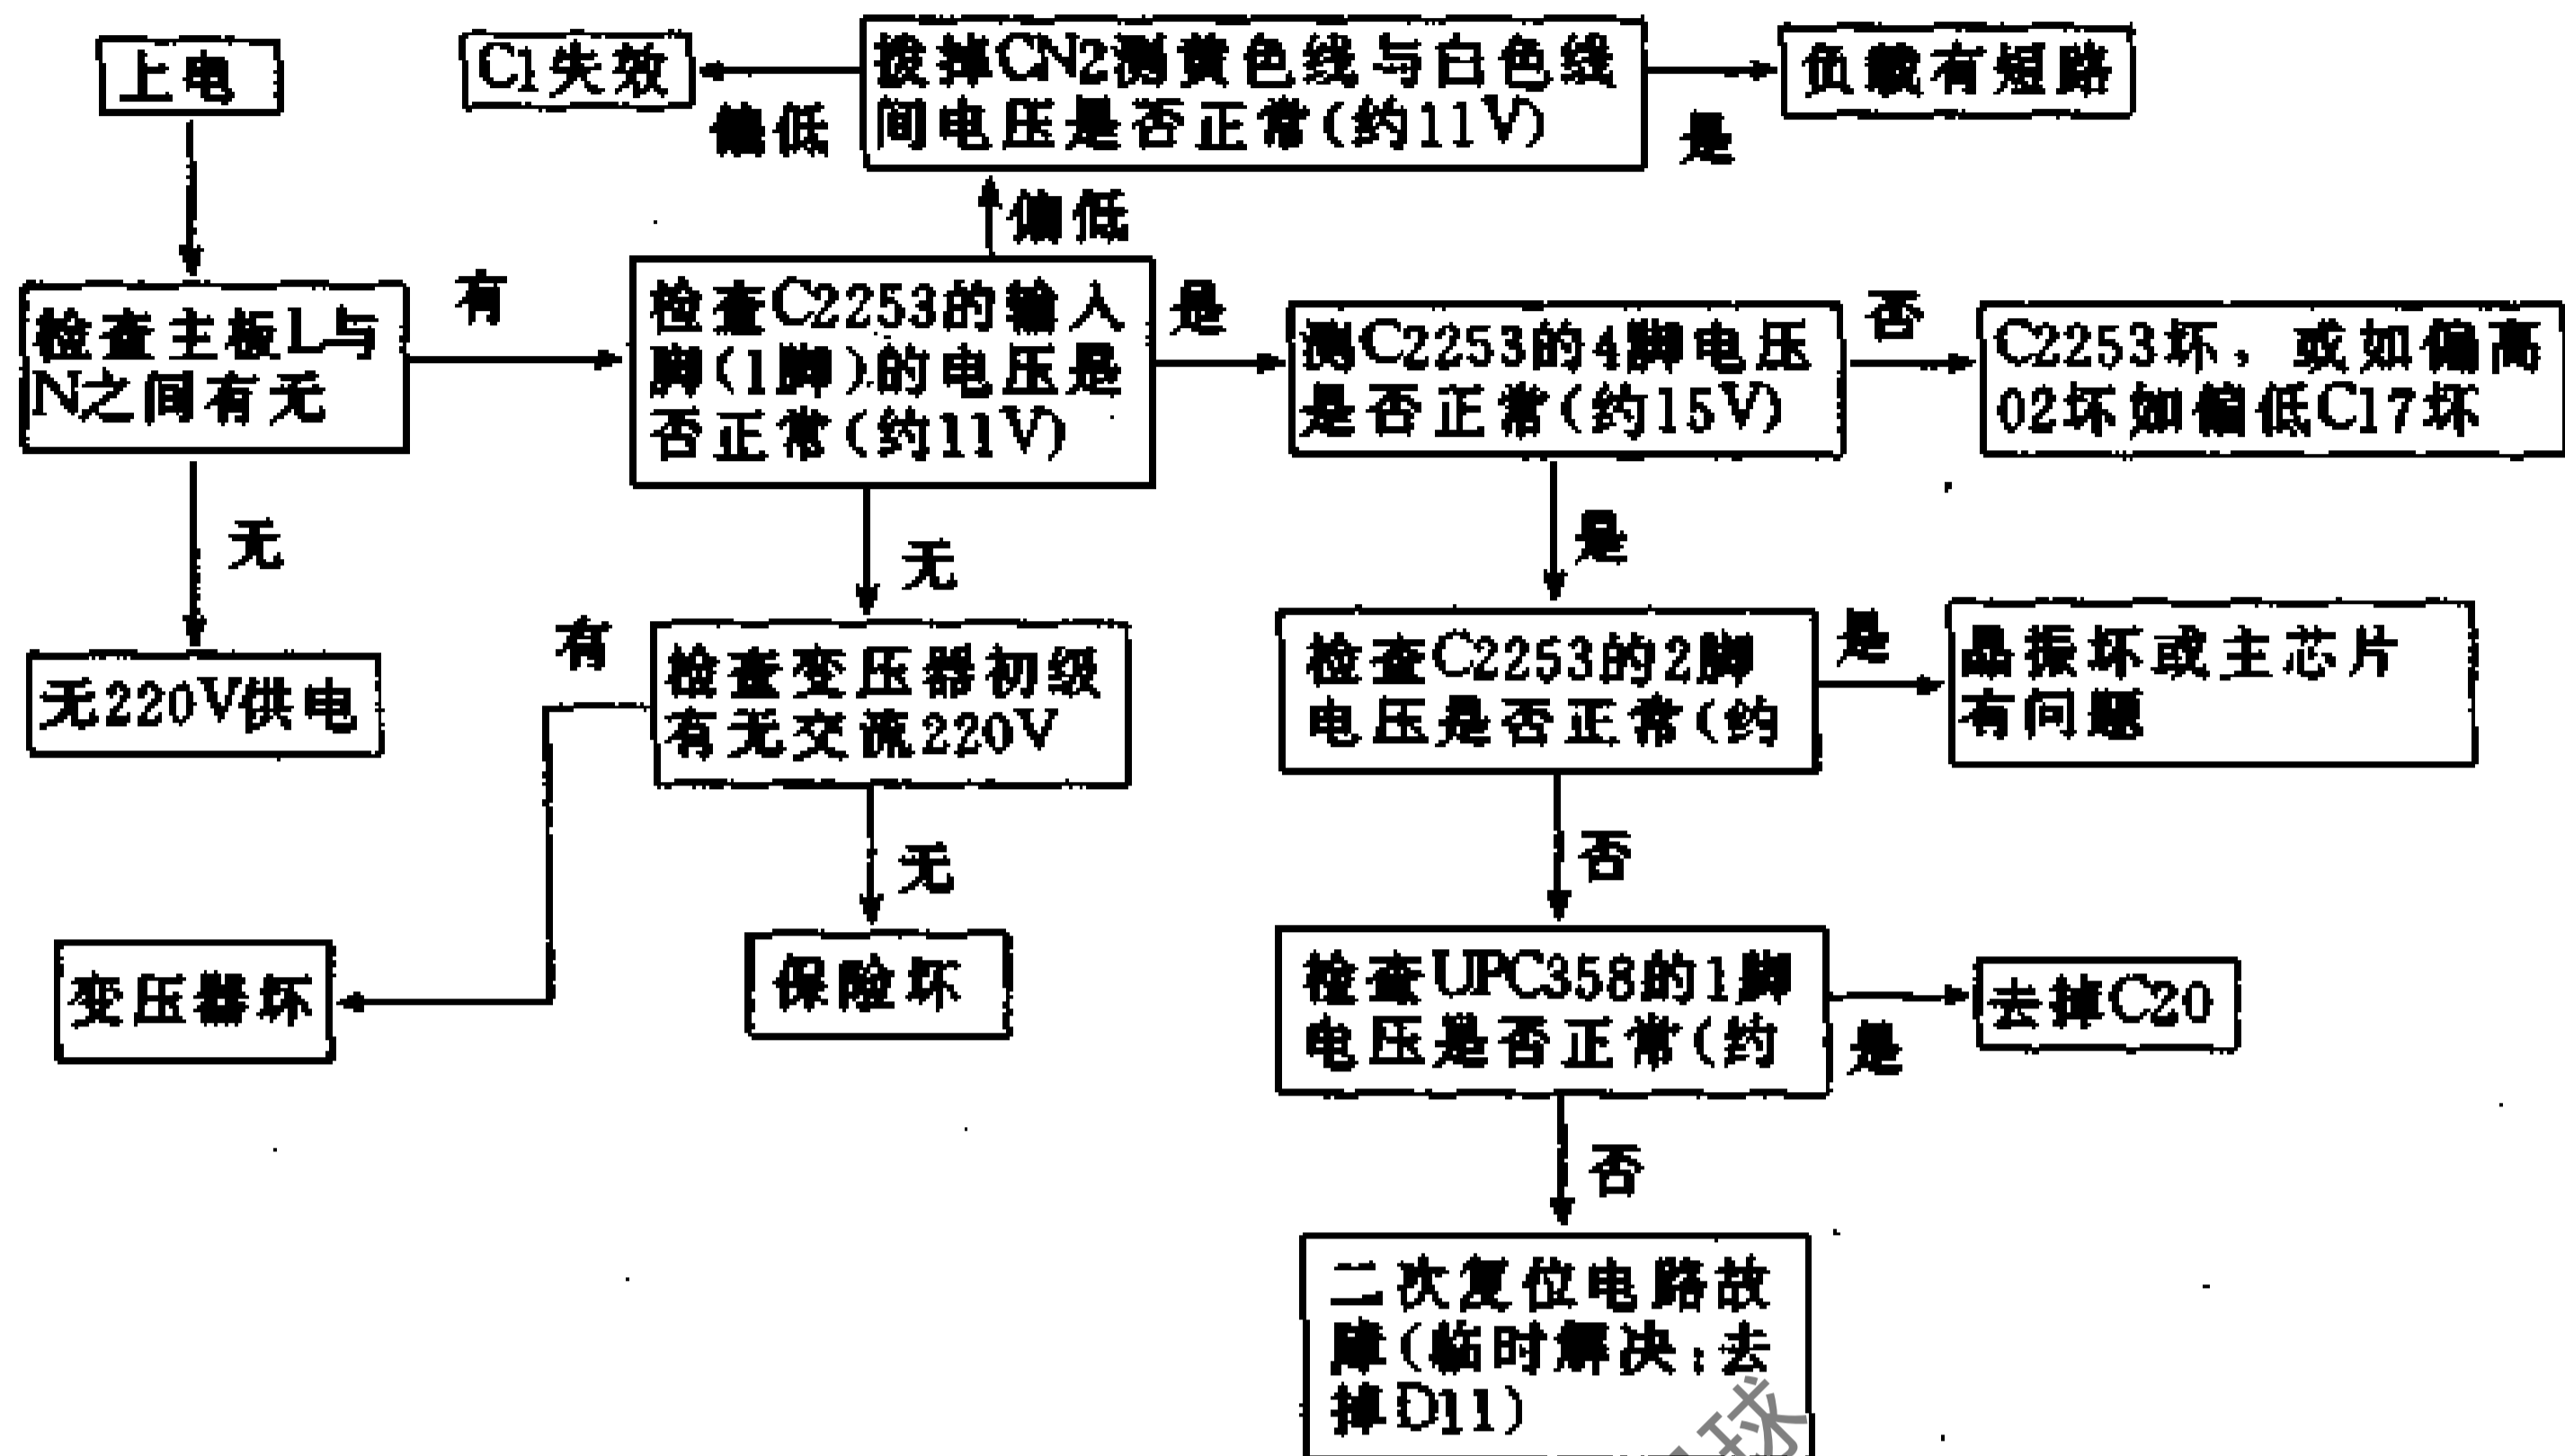 上电
C1失效
偏低
拨掉CN2测黄色线与白色线
间电压是否正常(约11V)
是
负载有短路
偏低
检查主板L与
N之间有无
有
检查C2253的输入
脚(1脚)的电压是
否正常(约11V)
是
测C2253的4脚电压
是否正常(约15V)
否
C2253坏，或如偏高
02坏如偏低C17坏
无
无
是
无220V供电
有
检查变压器初级
有无交流220V
检查C2253的2脚
电压是否正常(约
是
晶振坏或主芯片
有问题
无
否
变压器坏
保险坏
检查UPC358的1脚
电压是否正常(约
是
去掉C20
否
二次复位电路故
障(临时解决:去
掉D11)
球